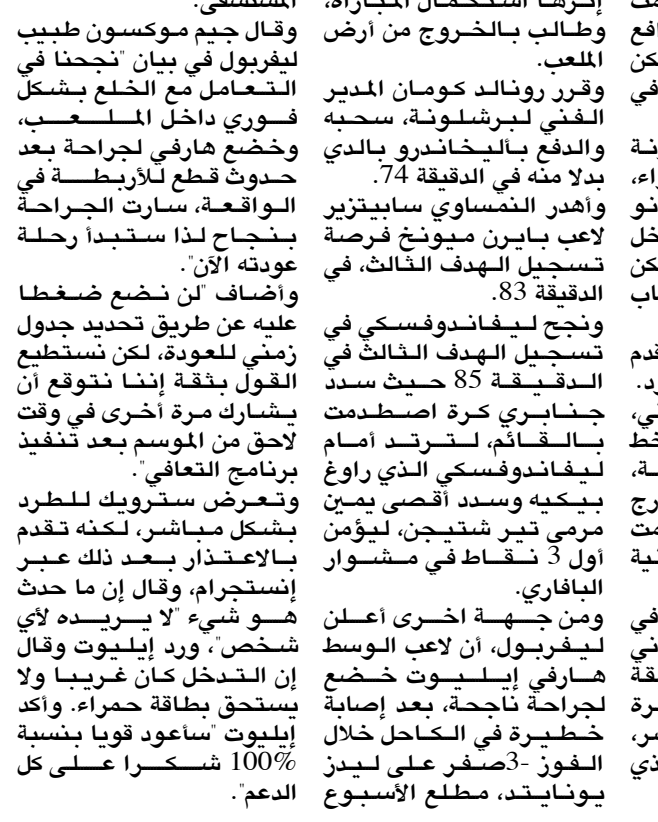 إثرها استكمال المباراة،
وطالب بالخروج من أرض
الملعب.
وقرر رونالد كومان المدير
الفني لبرشلونة، سحبه
والدفع بأليخاندرو بالدي
بدلا منه في الدقيقة 74.
وأهدر النمساوي سابيتزير
لاعب بايرن ميونخ فرصة
تسجيل الهدف الثالث، في
الدقيقة 83.
ونجح ليفاندوفسكي في
تسجيل الهدف الثالث في
الدقيقة 85 حيث سدد
جنابري كرة اصطدمت
بالقائم، لترتد أمام
ليفاندوفسكي الذي راوغ
بيكيه وسدد أقصى يمين
مرمى تير شتيجن، ليؤمن
أول 3 نقاط في مشوار
البافاري.
ومن جهة اخرى أعلن
ليفربول، أن لاعب الوسط
هارفي إيليوت خضع
لجراحة ناجحة، بعد إصابة
خطيرة في الكاحل خلال
الفوز -3صفر على ليدز
يونايتد، مطلع الأسبوع
المستشفى.
وقال جيم موكسون طبيب
ليفربول في بيان "نجحنا في
التعامل مع الخلع بشكل
فوري داخل الملعب،
وخضع هارفي لجراحة بعد
حدوث قطع للأربطة في
الواقعة، سارت الجراحة
بنجاح لذا ستبدأ رحلة
عودته الآن".
وأضاف "لن نضع ضغطا
عليه عن طريق تحديد جدول
زمني للعودة، لكن نستطيع
القول بثقة إننا نتوقع أن
يشارك مرة أخرى في وقت
لاحق من الموسم بعد تنفيذ
برنامج التعافي".
وتعرض سترويك للطرد
بشكل مباشر، لكنه تقدم
بالاعتذار بعد ذلك عبر
إنستجرام، وقال إن ما حدث
هو شيء "لا يريده لأي
شخص"، ورد إيليوت وقال
إن التدخل كان غريبا ولا
يستحق بطاقة حمراء. وأكد
إيليوت "سأعود قويا بنسبة
100% شكرا على كل
الدعم".